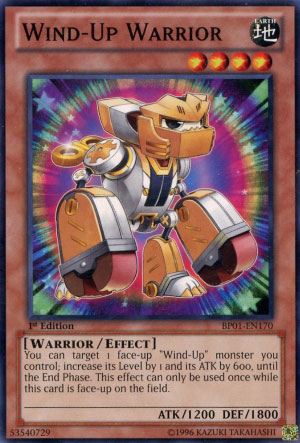 WIND-UP WARRIOR
EARTH
地
1st Edition
BP01-EN170
[WARRIOR / EFFECT]
You can target 1 face-up "Wind-Up" monster you
control; increase its Level by 1 and its ATK by 600, until
the End Phase. This effect can only be used once while
this card is face-up on the field.
ATK/1200 DEF/1800
53540729
©1996 KAZUKI TAKAHASHI